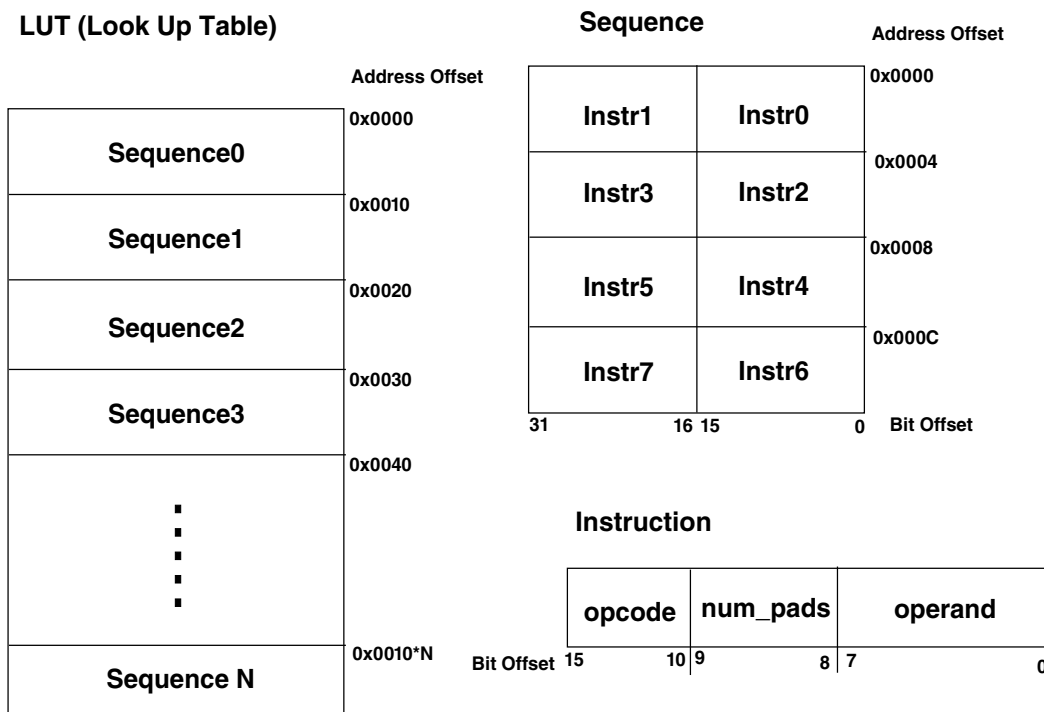 LUT (Look Up Table)
Address Offset
0x0000
Sequence0
0x0010
Sequence1
0x0020
Sequence2
0x0030
Sequence3
0x0040
0x0010*N
Sequence N
Sequence
Address Offset
0x0000
Instr1 Instr0
0x0004
Instr3 Instr2
0x0008
Instr5 Instr4
0x000C
Instr7 Instr6
31 16 15 0 Bit Offset
Instruction
opcode num_pads operand
Bit Offset 15 10 9 8 7 0